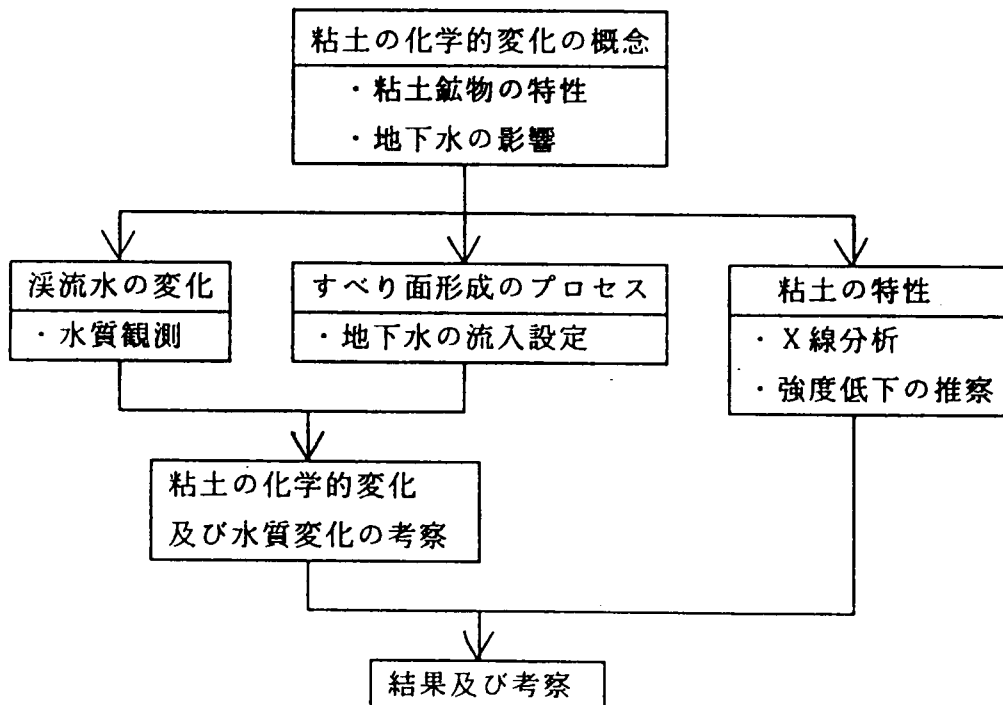 粘土の化学的変化の概念
・粘土鉱物の特性
・地下水の影響
渓流水の変化
・水質観測
すべり面形成のプロセス
・地下水の流入設定
粘土の特性
・X線分析
・強度低下の推察
粘土の化学的変化
及び水質変化の考察
結果及び考察